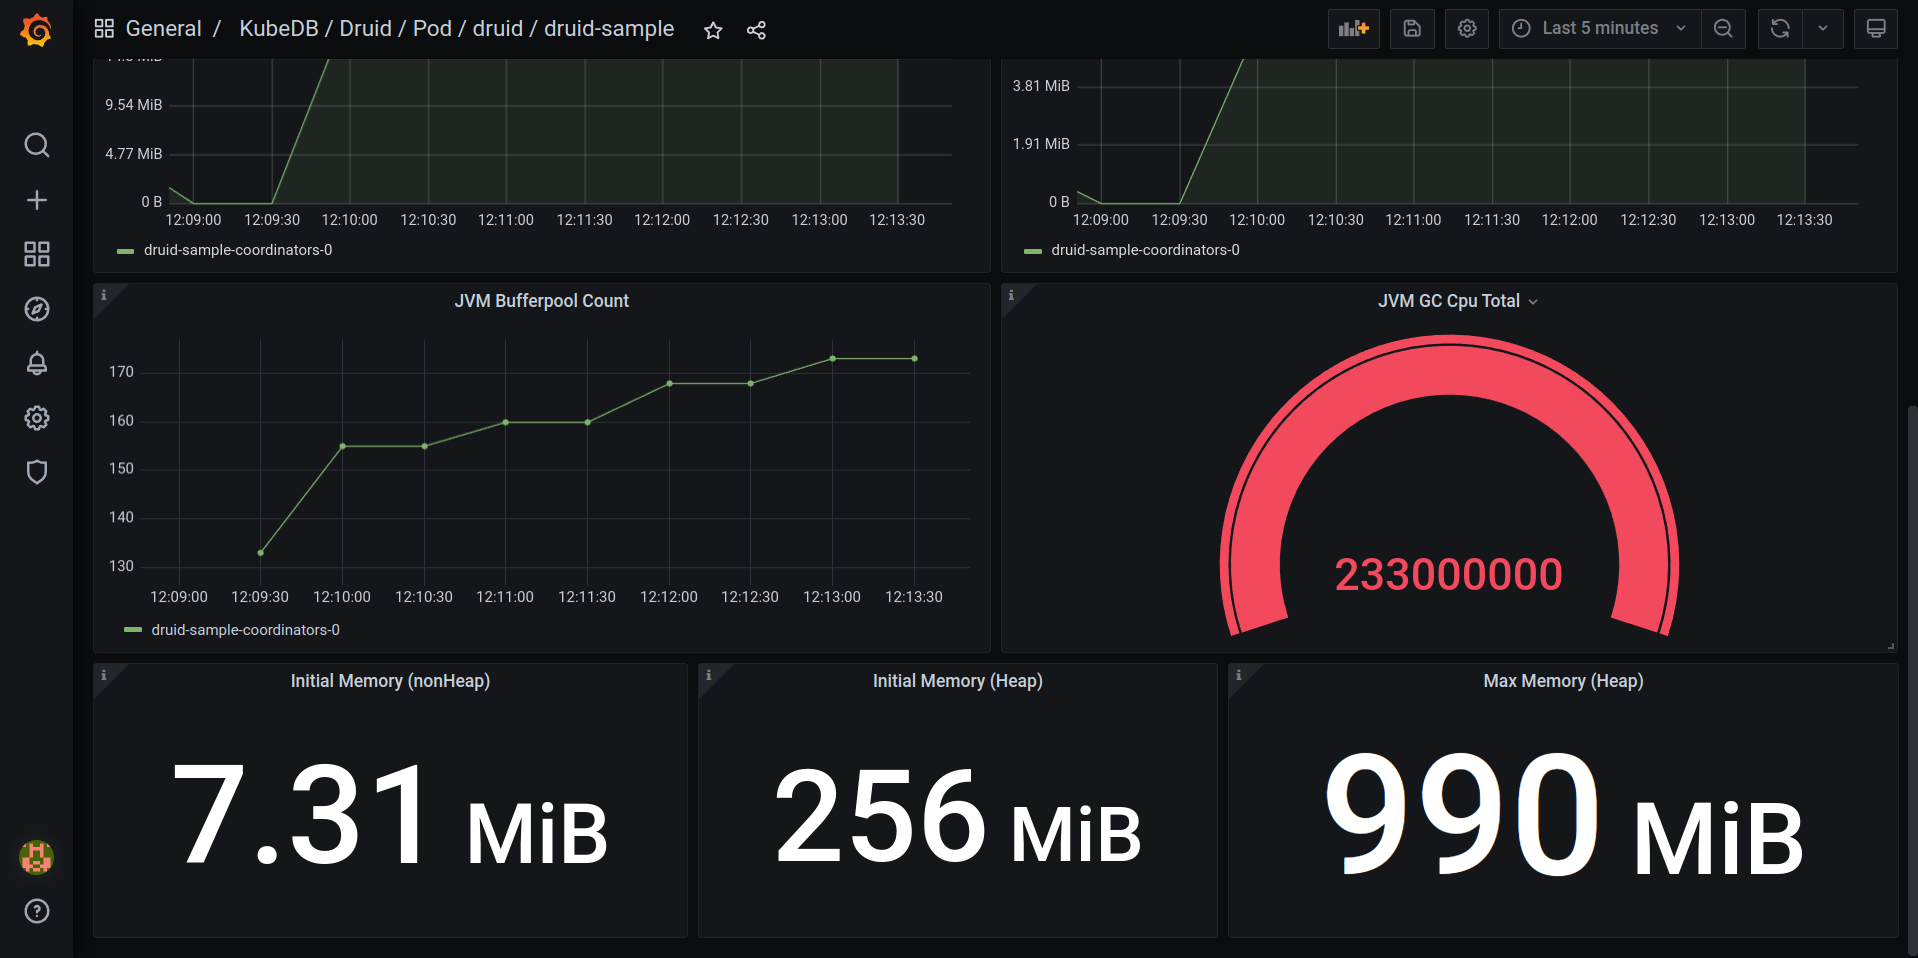 General / KubeDB / Druid / Pod / druid / druid-sample
Last 5 minutes
9.54 MiB
4.77 MiB
0 B
12:09:00 12:09:30 12:10:00 12:10:30 12:11:00 12:11:30 12:12:00 12:12:30 12:13:00 12:13:30
druid-sample-coordinators-0
3.81 MiB
1.91 MiB
0 B
12:09:00 12:09:30 12:10:00 12:10:30 12:11:00 12:11:30 12:12:00 12:12:30 12:13:00 12:13:30
druid-sample-coordinators-0
JVM Bufferpool Count
170
160
150
140
130
12:09:00 12:09:30 12:10:00 12:10:30 12:11:00 12:11:30 12:12:00 12:12:30 12:13:00 12:13:30
druid-sample-coordinators-0
JVM GC Cpu Total
233000000
Initial Memory (nonHeap)
7.31 MiB
Initial Memory (Heap)
256 MiB
Max Memory (Heap)
990 MiB